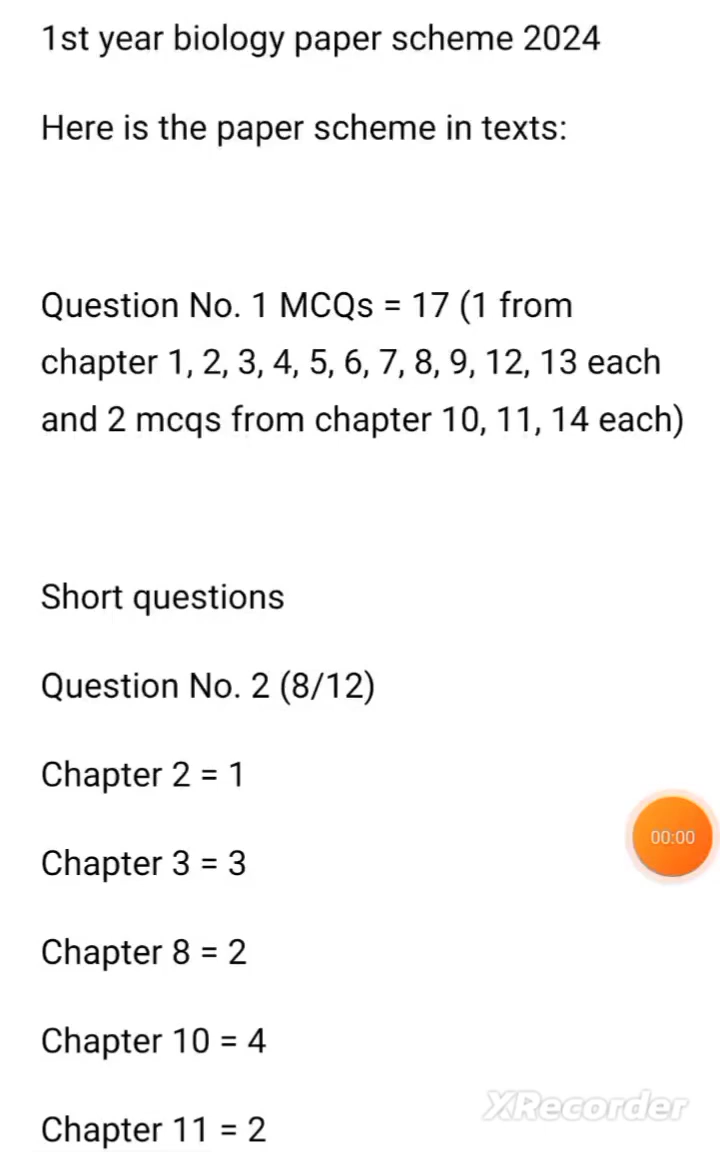 1st year biology paper scheme 2024
Here is the paper scheme in texts:
Question No. 1 MCQs = 17 (1 from
chapter 1, 2, 3, 4, 5, 6, 7, 8, 9, 12, 13 each
and 2 mcqs from chapter 10, 11, 14 each)
Short questions
Question No. 2 (8/12)
Chapter 2 = 1
Chapter 3 = 3
00:00
Chapter 8 = 2
Chapter 10 = 4
XRecorder
Chapter 11 = 2